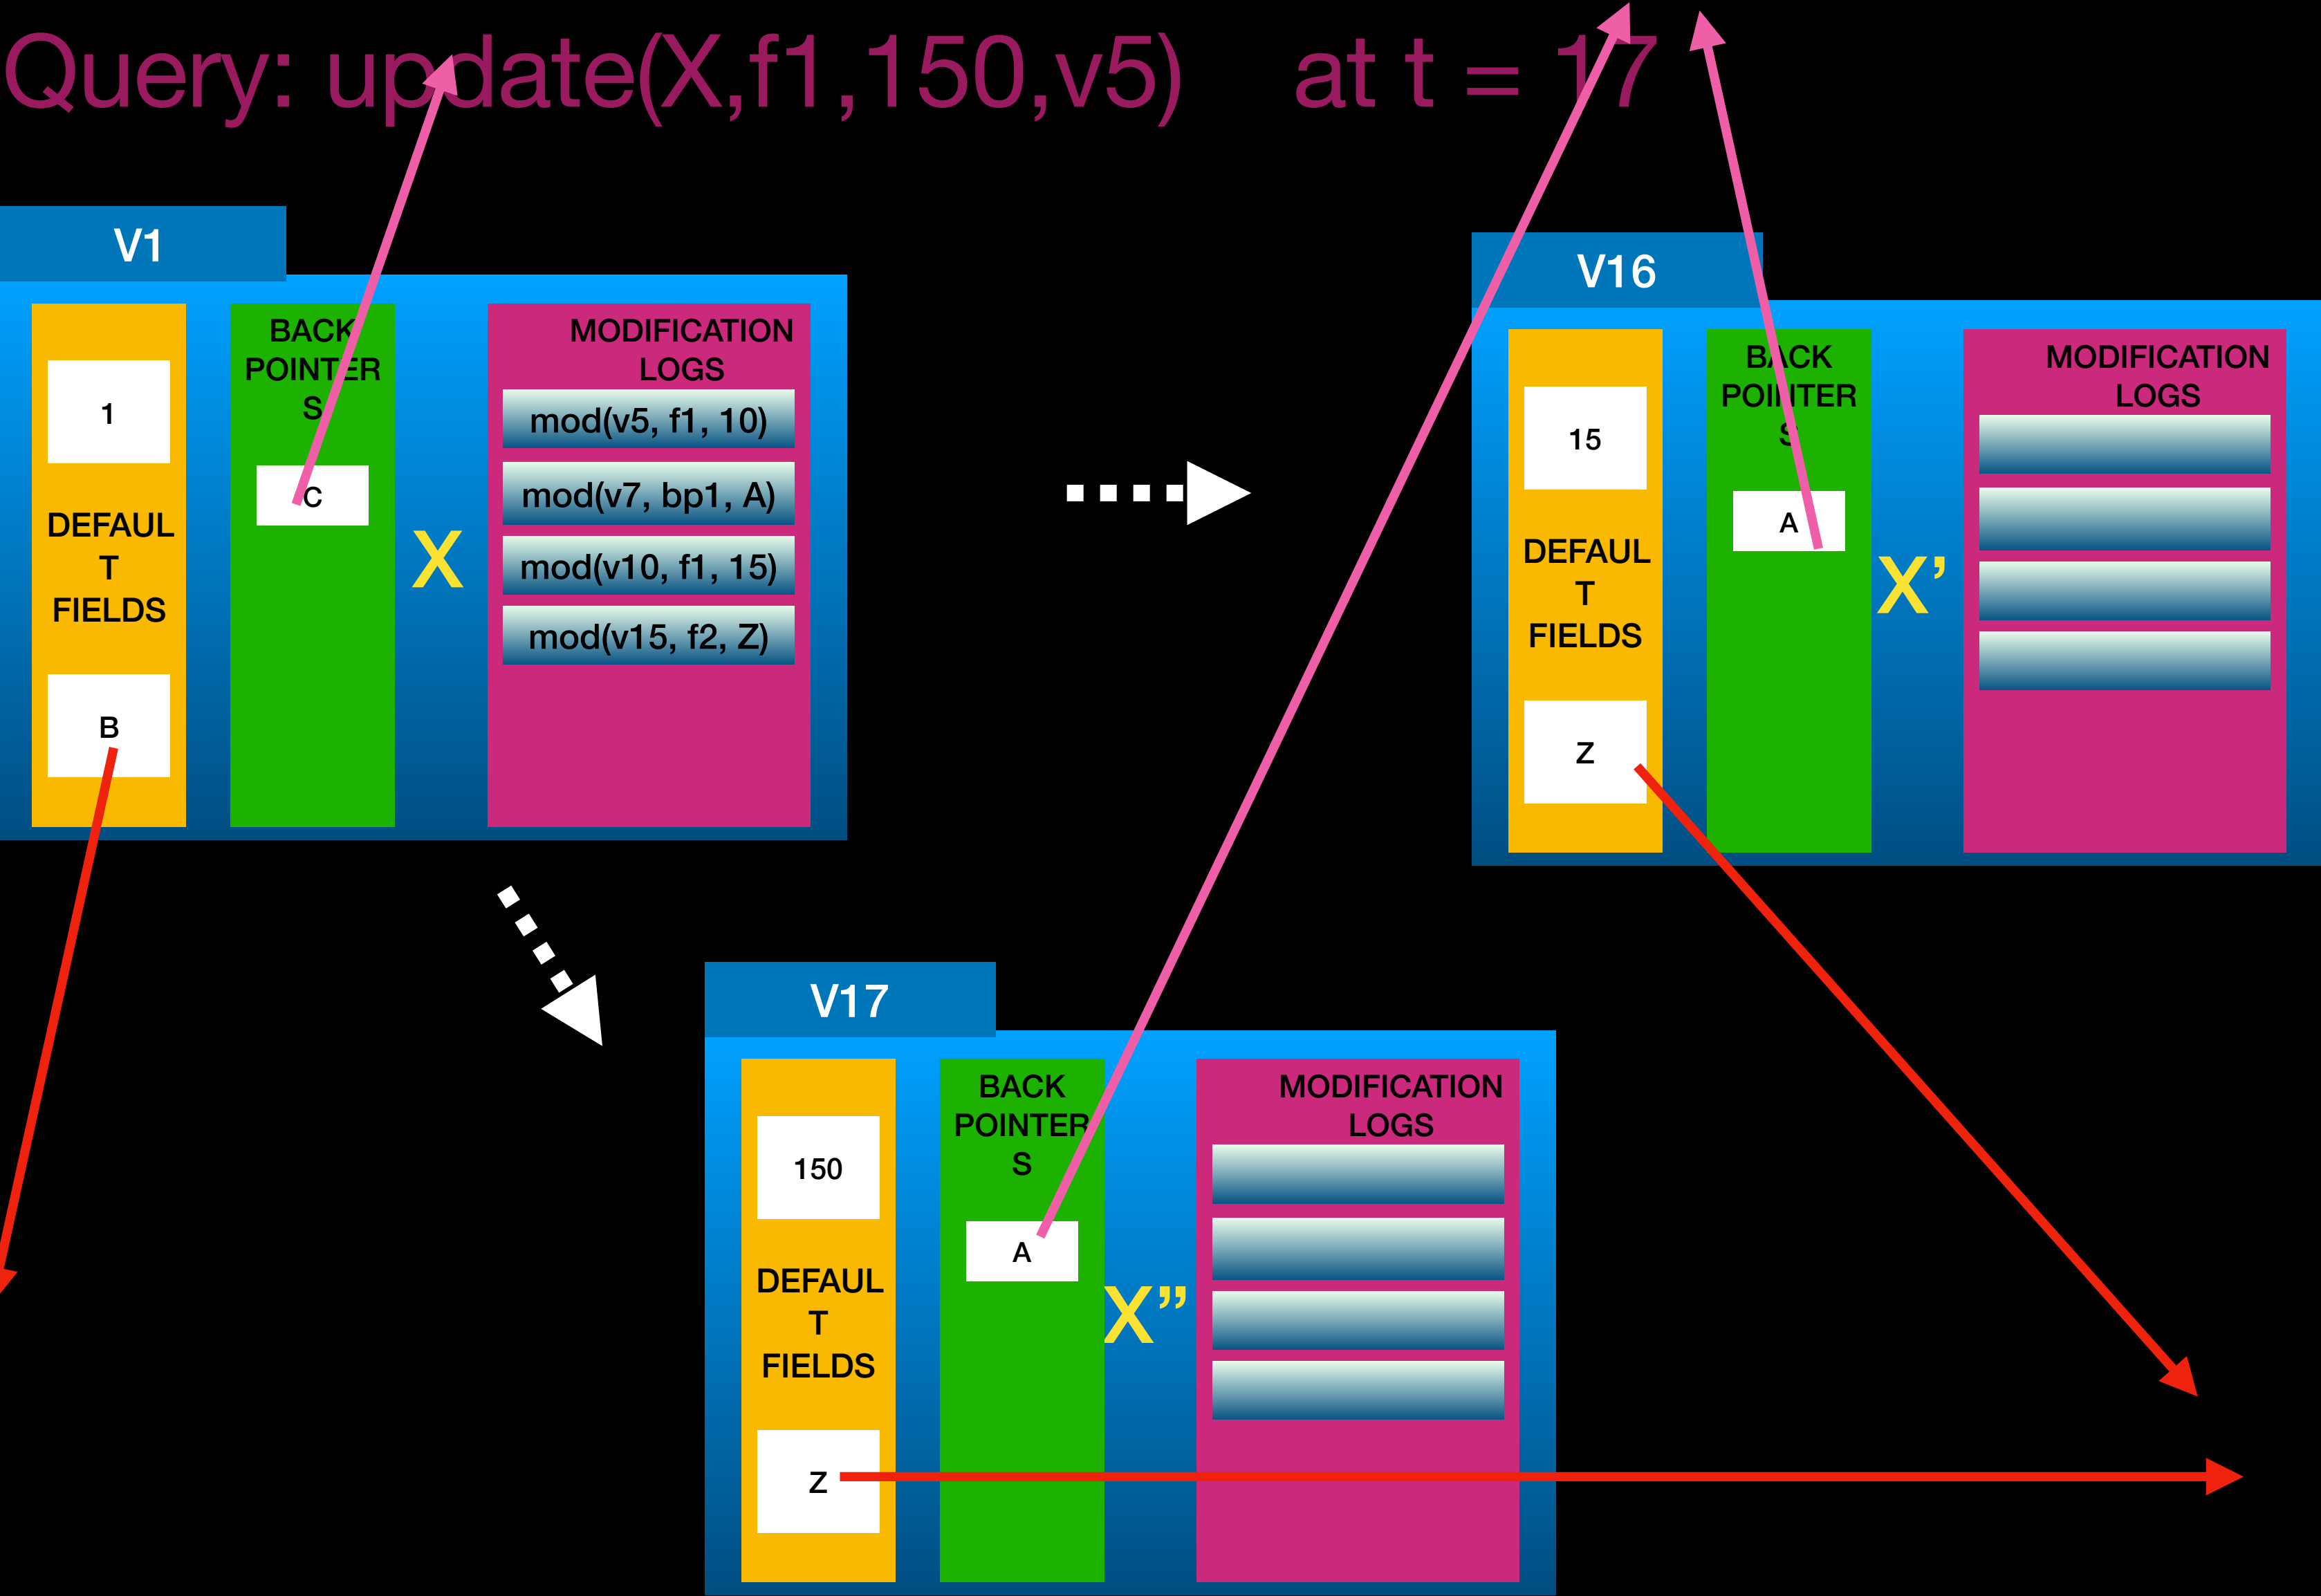 Query: update(X,f1,150,v5) at t = 17
V1
1
DEFAUL
T
FIELDS
B
BACK
POINTER
S
C
X
MODIFICATION
LOGS
mod(v5, f1, 10)
mod(v7, bp1, A)
mod(v10, f1, 15)
mod(v15, f2, Z)
V16
15
DEFAUL
T
FIELDS
Z
BACK
POINTER
S
A
X’
MODIFICATION
LOGS
V17
150
DEFAUL
T
FIELDS
Z
BACK
POINTER
S
A
X”
MODIFICATION
LOGS